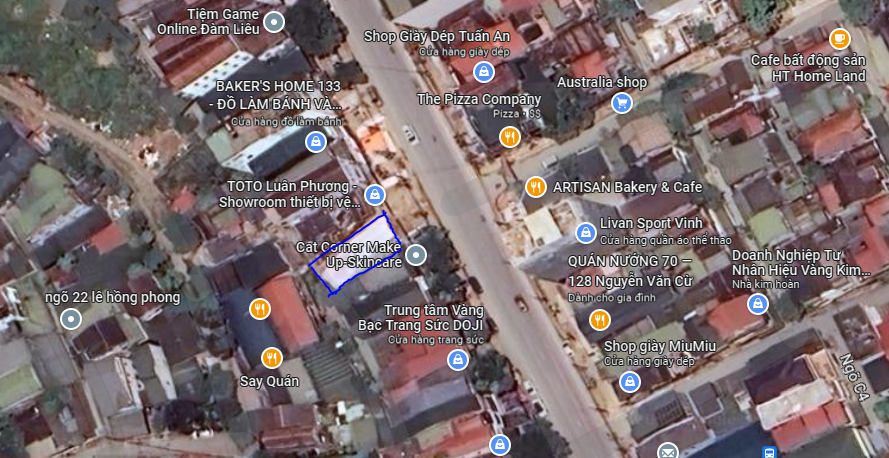 Tiệm Game
Online Đàm Liêu
Shop Giày Dép Tuấn An
Cửa hàng giày dép
Cafe bất động sản
HT Home Land
BAKER'S HOME 133
- ĐỒ LÀM BÁNH VÀ...
Cửa hàng đồ làm bánh
Australia shop
The Pizza Company
Pizza · $$
TOTO Luân Phương -
Showroom thiết bị vệ...
ARTISAN Bakery & Cafe
Livan Sport Vinh
Cửa hàng quần áo thể thao
Cát Corner Make
Up-Skincare
QUÁN NƯỚNG 70 –
128 Nguyễn Văn Cừ
Dành cho gia đình
Doanh Nghiệp Tư
Nhân Hiệu Vàng Kim...
Nhà kim hoàn
ngõ 22 lê hồng phong
Trung tâm Vàng
Bạc Trang Sức DOJI
Cửa hàng trang sức
Shop giày MiuMiu
Cửa hàng giày dép
Say Quán
Ngõ C4